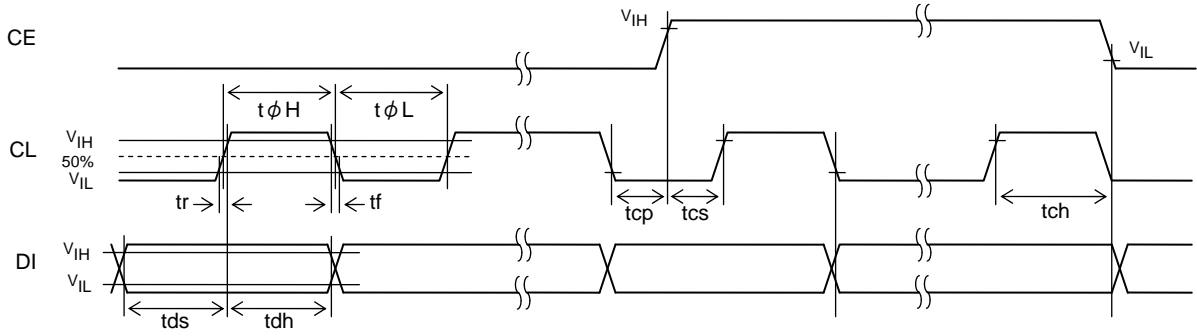 CE
VIH
VIL
tϕH
tϕL
CL
VIH
50%
VIL
tr
tf
tcp
tcs
tch
DI
VIH
VIL
tds
tdh